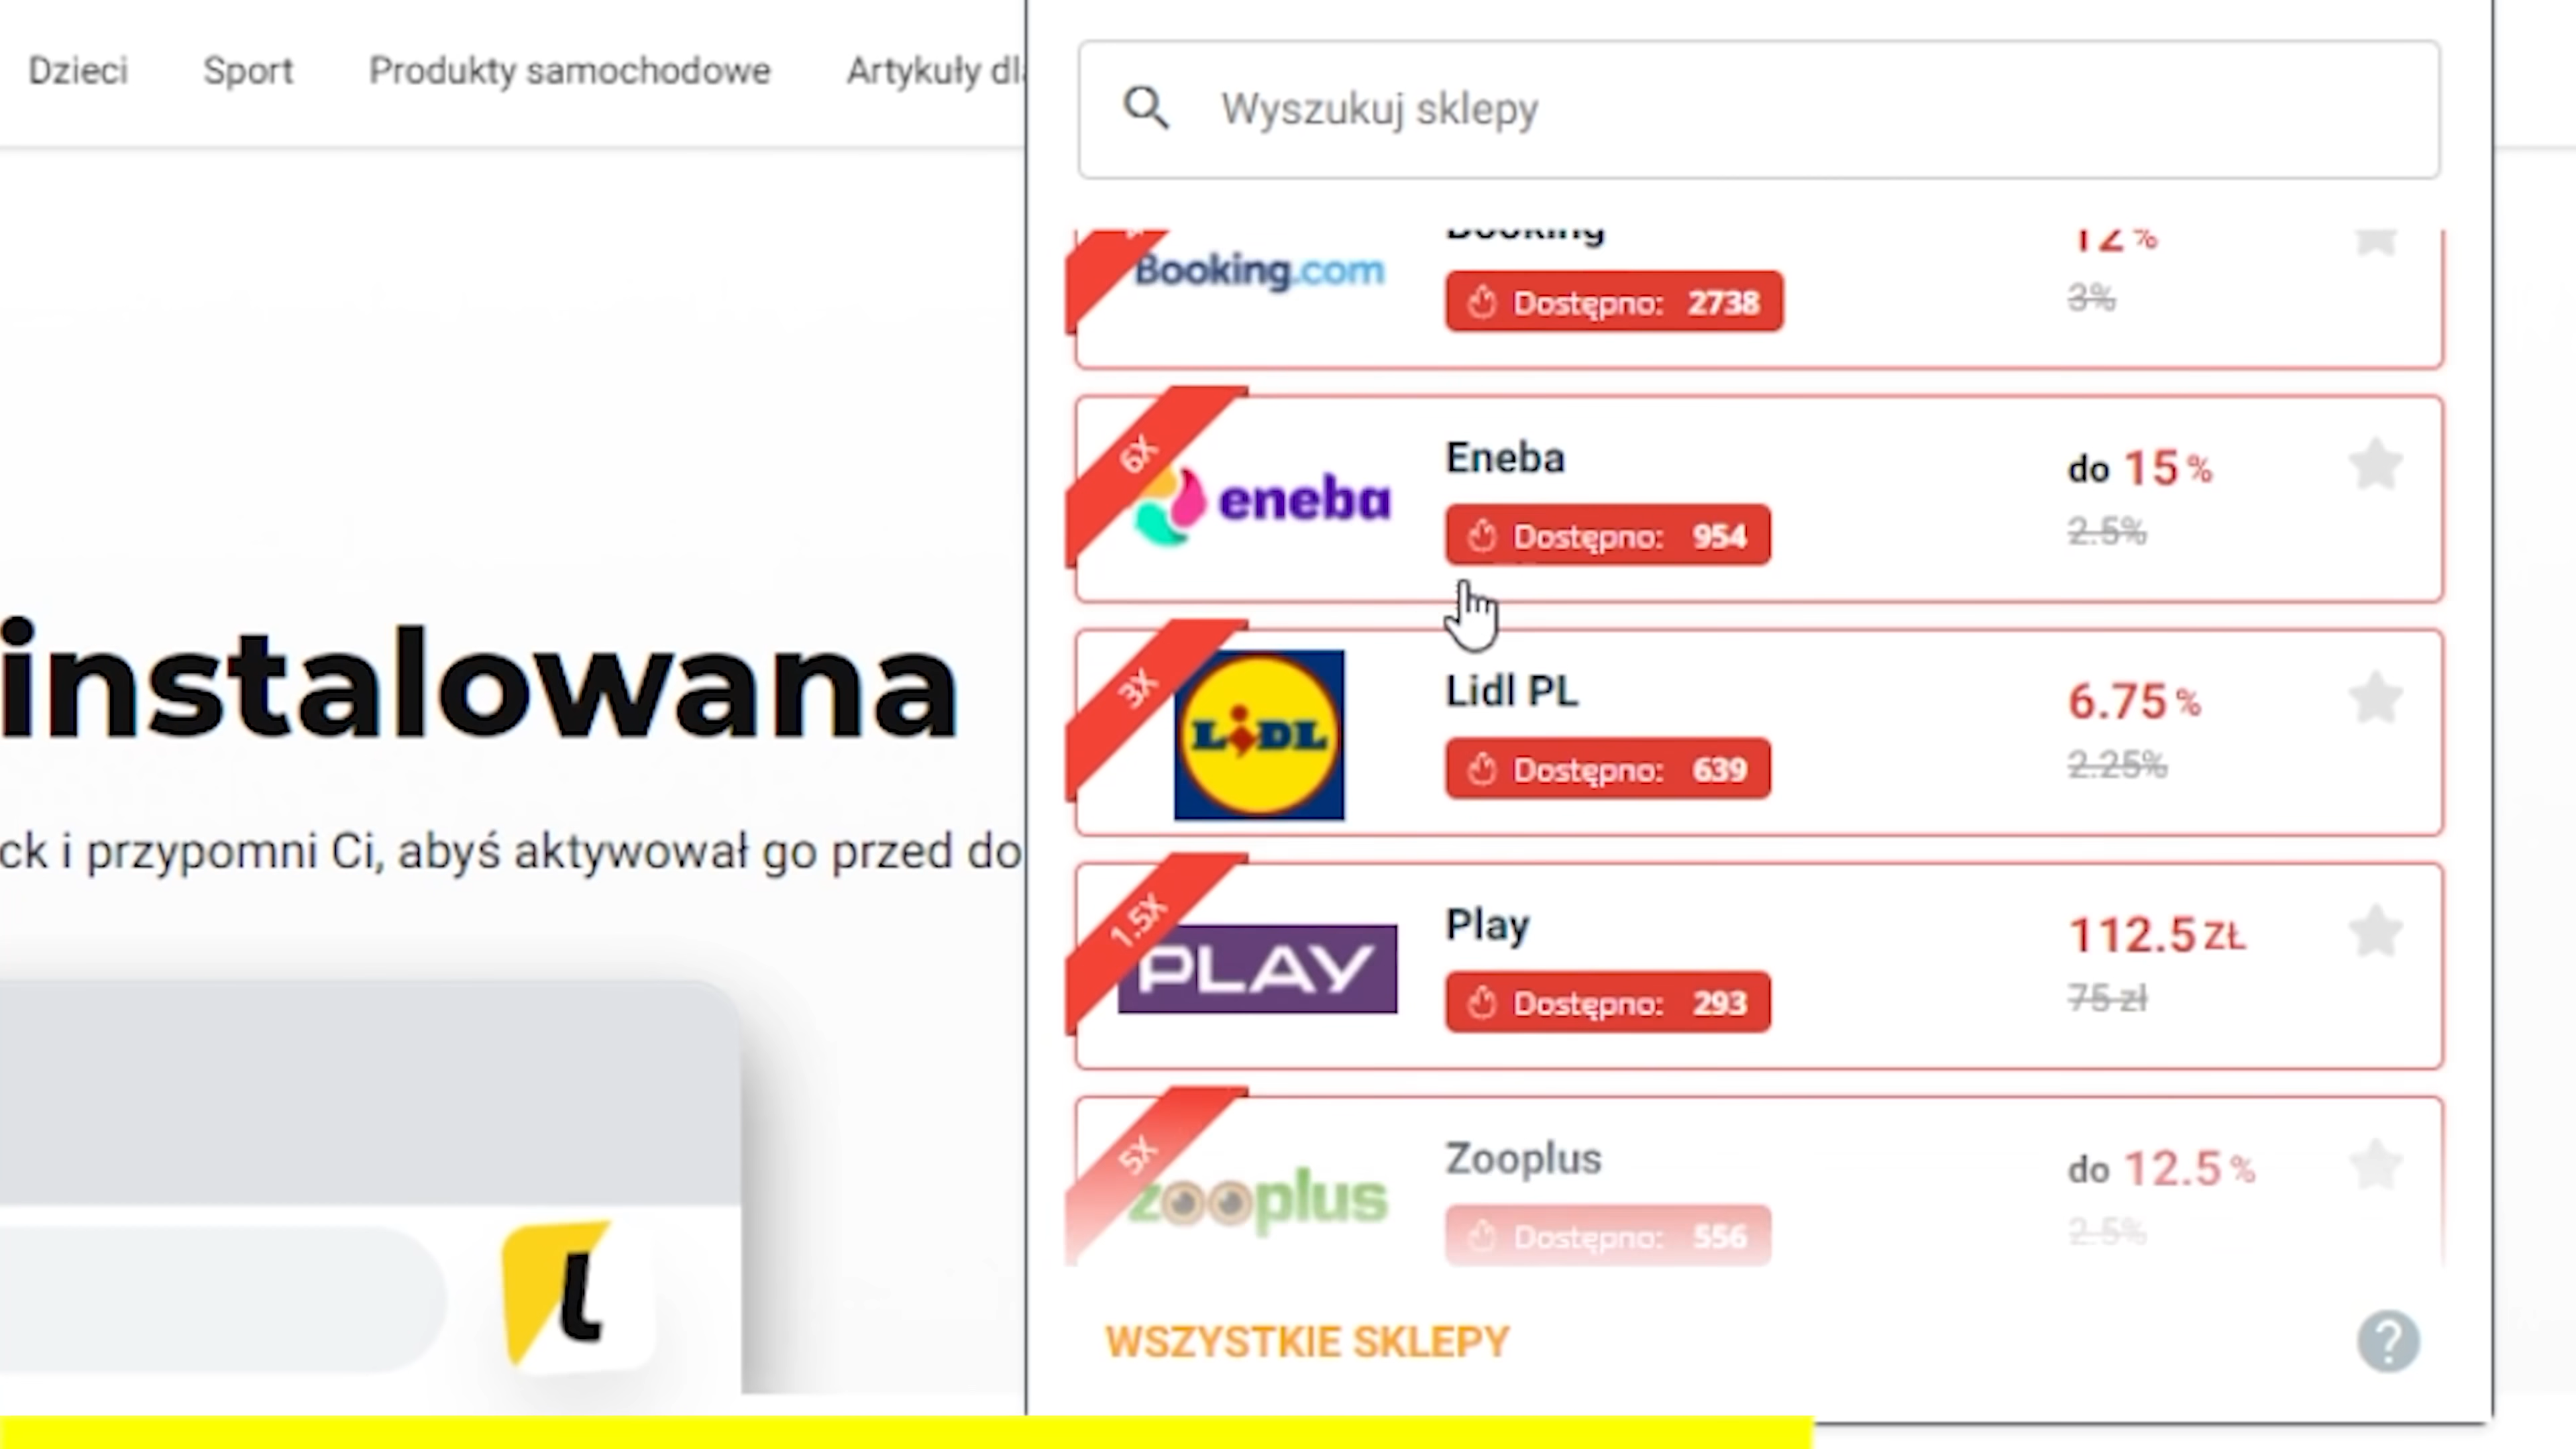 Dzieci
Sport
Produkty samochodowe
Artykuły dla
instalowana
ck i przypomni Ci, abyś aktywował go przed do
Wyszukuj sklepy
Booking.com
Booking
Dostępno: 2738
12 %
3%
6X
eneba
Eneba
Dostępno: 954
do 15 %
2.5%
3X
LIDL
Lidl PL
Dostępno: 639
6.75 %
2.25%
1.5X
PLAY
Play
Dostępno: 293
112.5 ZŁ
75 zł
5X
zooplus
Zooplus
Dostępno: 556
do 12.5 %
2.5%
WSZYSTKIE SKLEPY
?